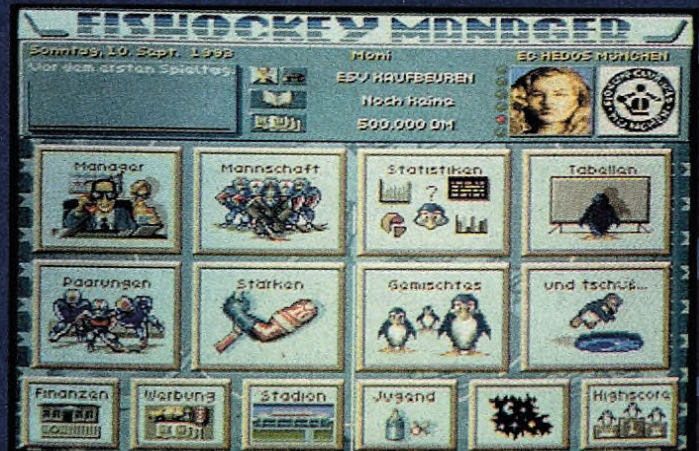 EISHOCKEY MANAGER
Sonntag, 10. Sept. 1993
Vor dem ersten Spieltag.
Moni
ESV KAUFBEUREN
Noch keine
500.000 DM
EC HEDOS MÜNCHEN
Manager
Mannschaft
Statistiken
Tabellen
Paarungen
Stärken
Gemischtes
und tschüß...
Finanzen
Werbung
Stadion
Jugend
Highscore